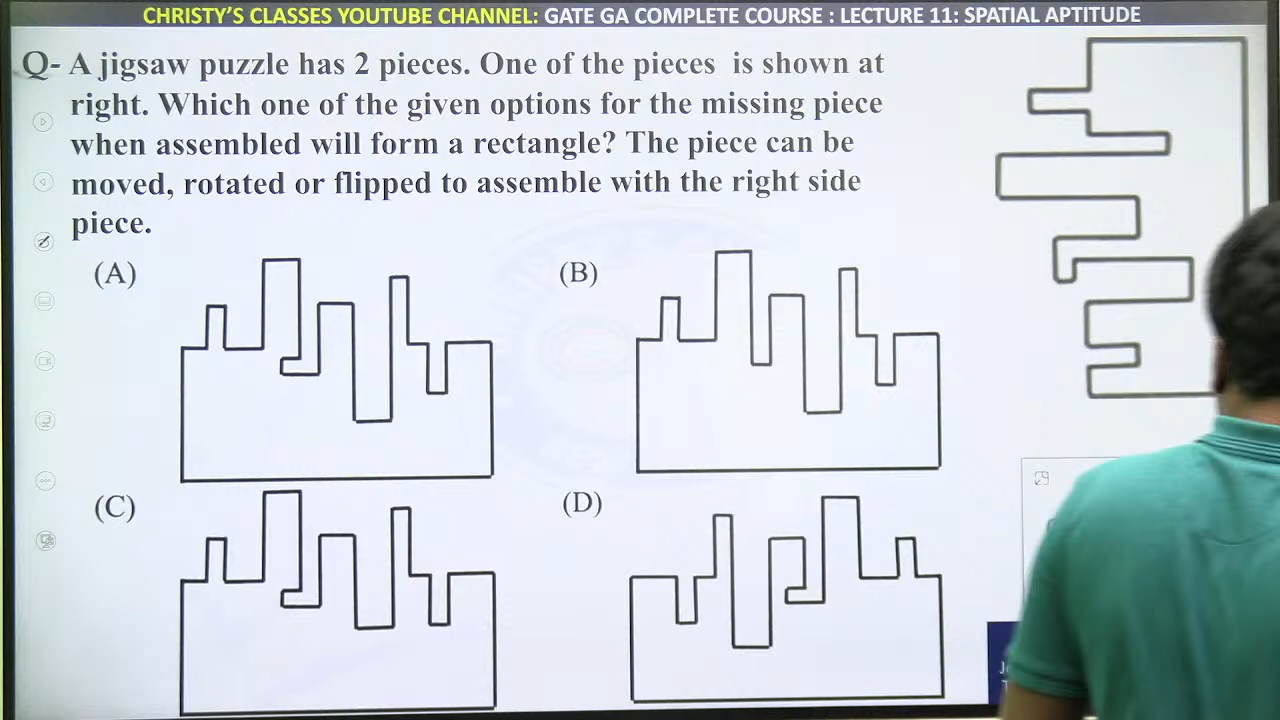 CHRISTY'S CLASSES YOUTUBE CHANNEL: GATE GA COMPLETE COURSE : LECTURE 11: SPATIAL APTITUDE
Q- A jigsaw puzzle has 2 pieces. One of the pieces is shown at
right. Which one of the given options for the missing piece
when assembled will form a rectangle? The piece can be
moved, rotated or flipped to assemble with the right side
piece.
(A)
(B)
(C)
(D)